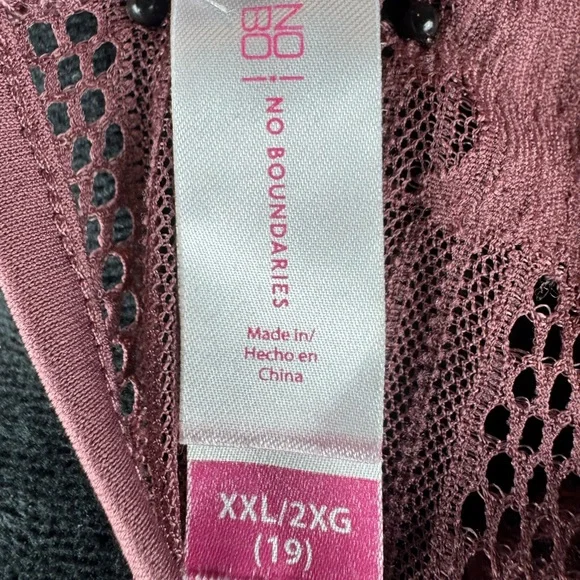 NO!
BO!
NO BOUNDARIES
Made in/
Hecho en
China
XXL/2XG
(19)